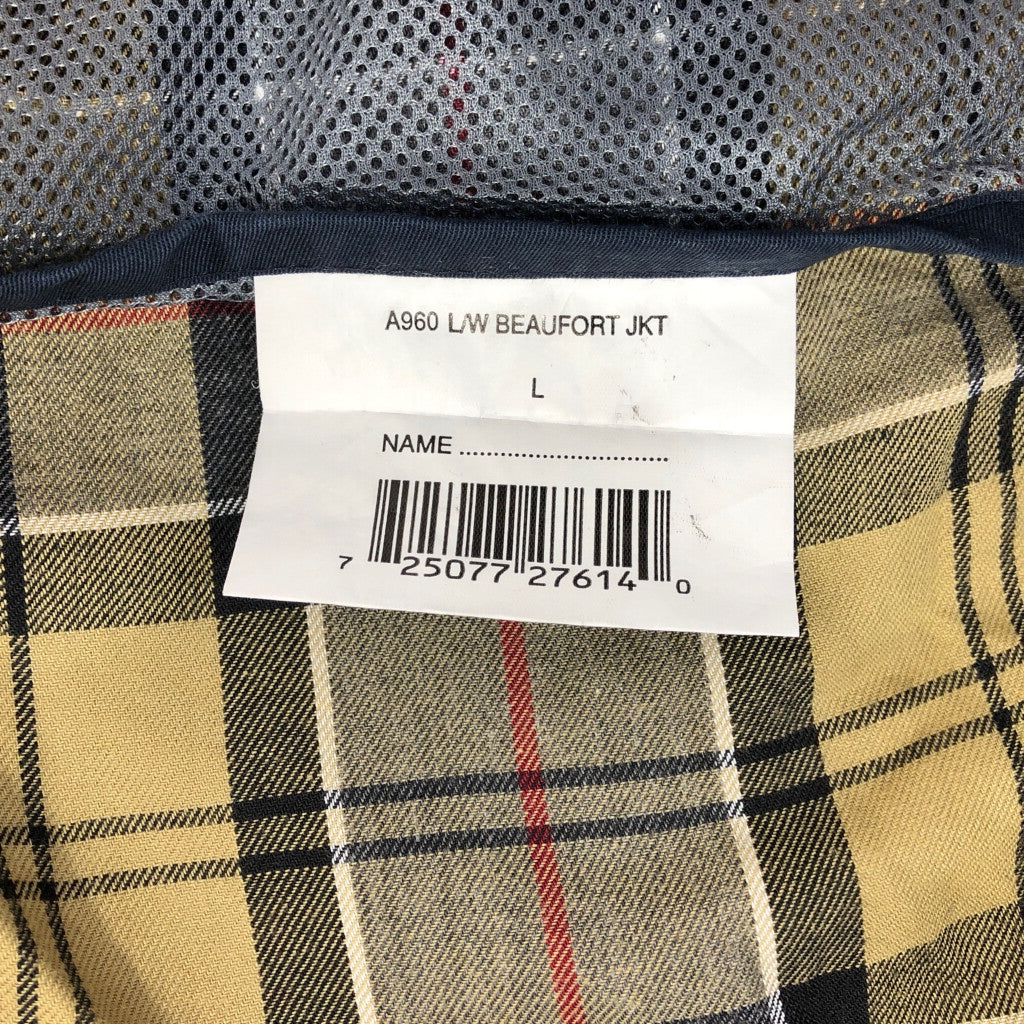 A960 L/W BEAUFORT JKT
L
NAME ...............................
7 25077 27614 0